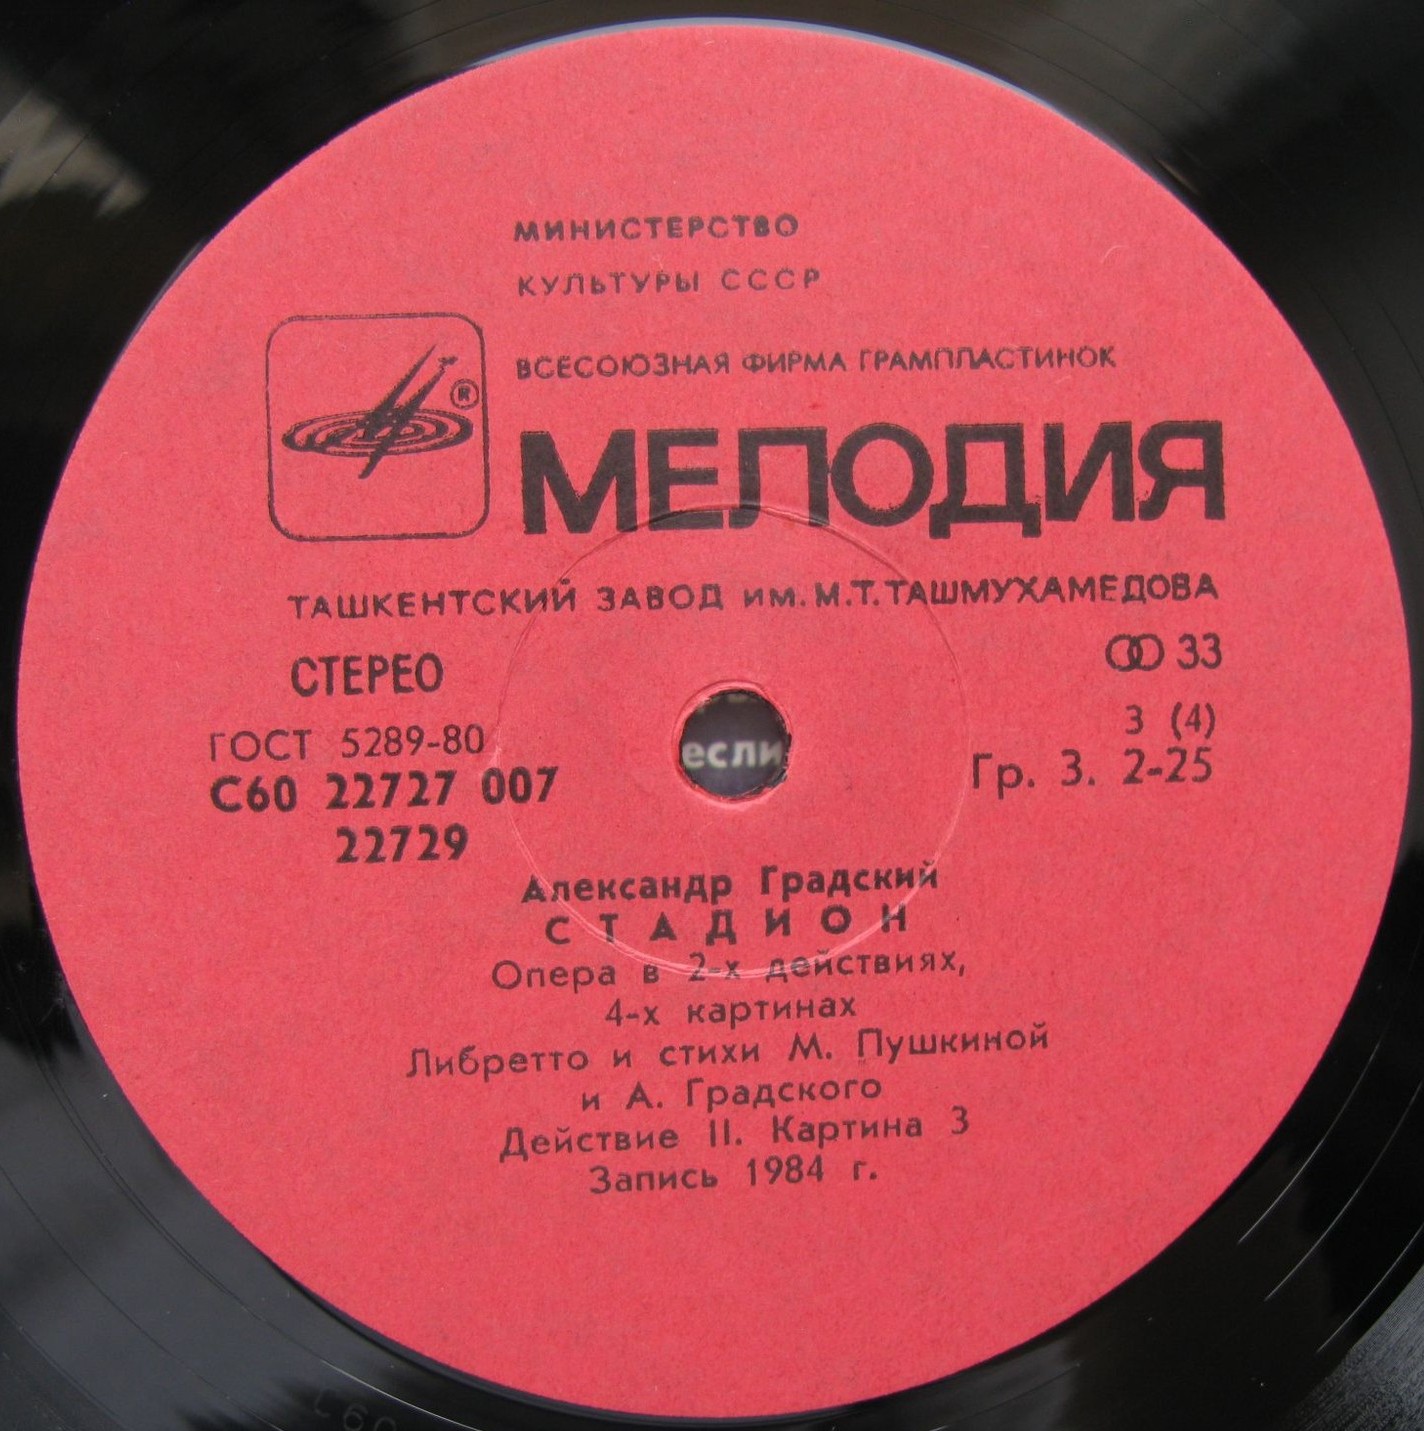 МИНИСТЕРСТВО
КУЛЬТУРЫ СССР
ВСЕСОЮЗНАЯ ФИРМА ГРАМПЛАСТИНОК
®
МЕЛОДИЯ
ТАШКЕНТСКИЙ ЗАВОД ИМ. М.Т. ТАШМУХАМЕДОВА
СТЕРЕО
33
ГОСТ 5289-80
3 (4)
С60 22727 007
Гр. 3. 2-25
22729
если
Александр Градский
СТАДИОН
Опера в 2-х действиях,
4-х картинах
Либретто и стихи М. Пушкиной
и А. Градского
Действие II. Картина 3
Запись 1984 г.